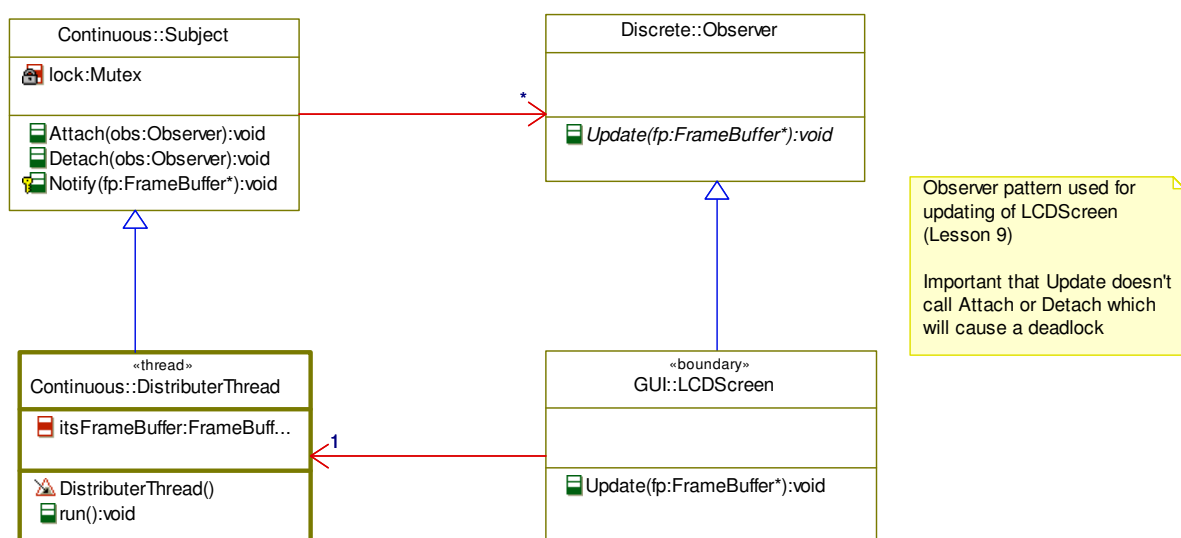 Continuous::Subject
lock:Mutex
Attach(obs:Observer):void
Detach(obs:Observer):void
Notify(fp:FrameBuffer*):void
*
Discrete::Observer
Update(fp:FrameBuffer*):void
Observer pattern used for
updating of LCDScreen
(Lesson 9)
Important that Update doesn't
call Attach or Detach which
will cause a deadlock
«thread»
Continuous::DistributerThread
itsFrameBuffer:FrameBuff...
DistributerThread()
run():void
1
«boundary»
GUI::LCDScreen
Update(fp:FrameBuffer*):void